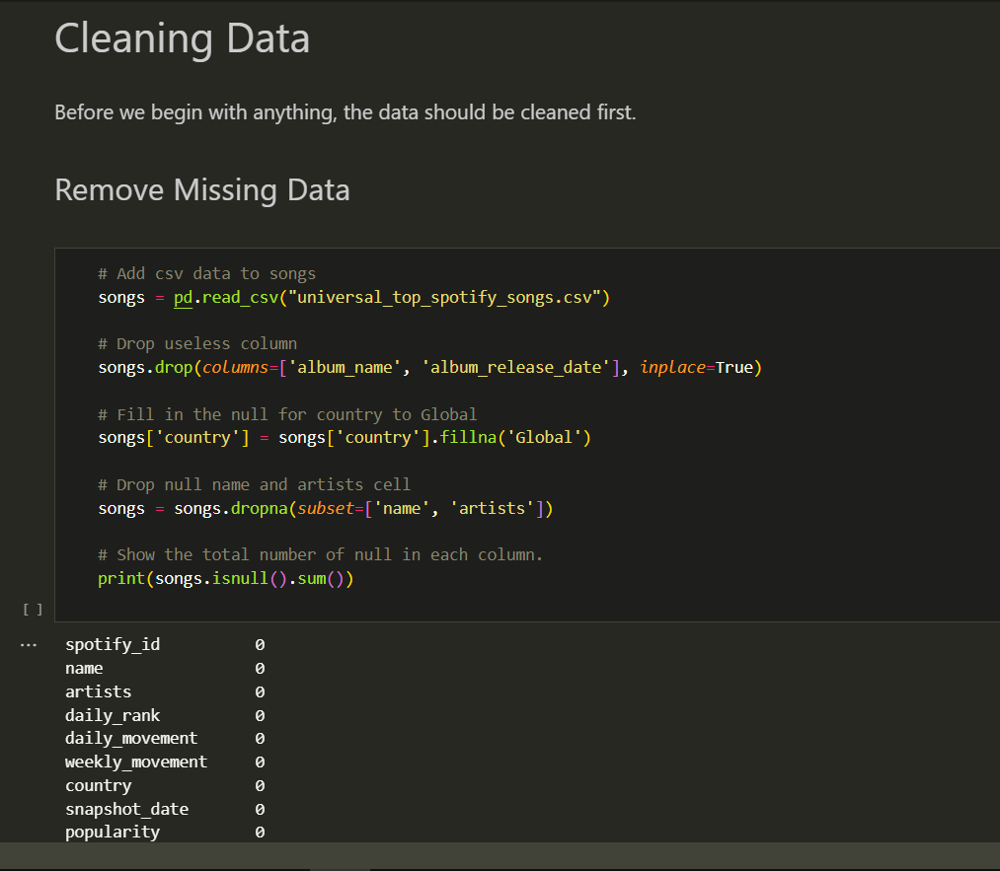 Cleaning Data
Before we begin with anything, the data should be cleaned first.
Remove Missing Data
# Add csv data to songs
songs = pd.read_csv("universal_top_spotify_songs.csv")
# Drop useless column
songs.drop(columns=['album_name', 'album_release_date'], inplace=True)
# Fill in the null for country to Global
songs['country'] = songs['country'].fillna('Global')
# Drop null name and artists cell
songs = songs.dropna(subset=['name', 'artists'])
# Show the total number of null in each column.
print(songs.isnull().sum())
[ ]
... spotify_id 0
name 0
artists 0
daily_rank 0
daily_movement 0
weekly_movement 0
country 0
snapshot_date 0
popularity 0